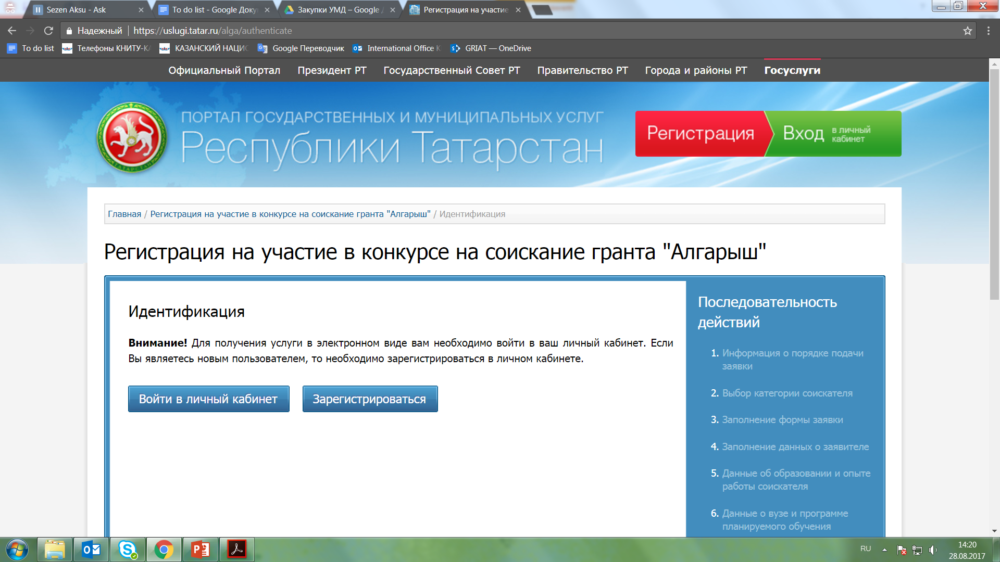 Sezen Aksu - Ask
To do list - Google Доку
Закупки УМД – Google Д
Регистрация на участие
Надежный
https://uslugi.tatar.ru/alga/authenticate
To do list
Телефоны КНИТУ-КА
КАЗАНСКИЙ НАЦИО
Google Переводчик
International Office K
GRIAT — OneDrive
Официальный Портал
Президент РТ
Государственный Совет РТ
Правительство РТ
Города и районы РТ
Госуслуги
ТАТАРСТАН
ПОРТАЛ ГОСУДАРСТВЕННЫХ И МУНИЦИПАЛЬНЫХ УСЛУГ
Республики Татарстан
Регистрация
Вход в личный
кабинет
Главная / Регистрация на участие в конкурсе на соискание гранта "Алгарыш" / Идентификация
Регистрация на участие в конкурсе на соискание гранта "Алгарыш"
Идентификация
Внимание! Для получения услуги в электронном виде вам необходимо войти в ваш личный кабинет. Если
Вы являетесь новым пользователем, то необходимо зарегистрироваться в личном кабинете.
Войти в личный кабинет
Зарегистрироваться
Последовательность
действий
1. Информация о порядке подачи
заявки
2. Выбор категории соискателя
3. Заполнение формы заявки
4. Заполнение данных о заявителе
5. Данные об образовании и опыте
работы соискателя
6. Данные о вузе и программе
планируемого обучения
RU
14:20
28.08.2017